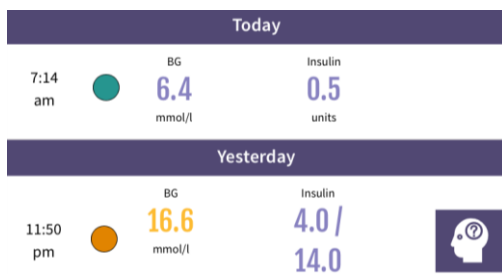 Today
7:14
am
BG
6.4
mmol/l
Insulin
0.5
units
Yesterday
11:50
pm
BG
16.6
mmol/l
Insulin
4.0 /
14.0
?